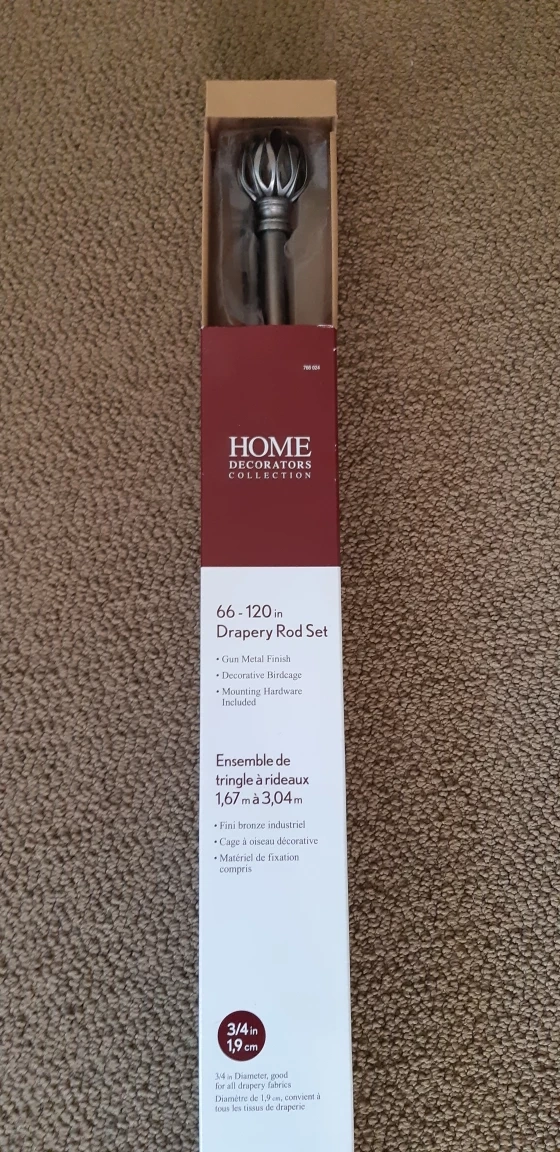 766 024
HOME
DECORATORS
COLLECTION
66 - 120 in
Drapery Rod Set
• Gun Metal Finish
• Decorative Birdcage
• Mounting Hardware
Included
Ensemble de
tringle à rideaux
1,67 m à 3,04 m
• Fini bronze industriel
• Cage à oiseau décorative
• Matériel de fixation
compris
3/4 in
1,9 cm
3/4 in Diameter, good
for all drapery fabrics
Diamètre de 1,9 cm, convient à
tous les tissus de draperie